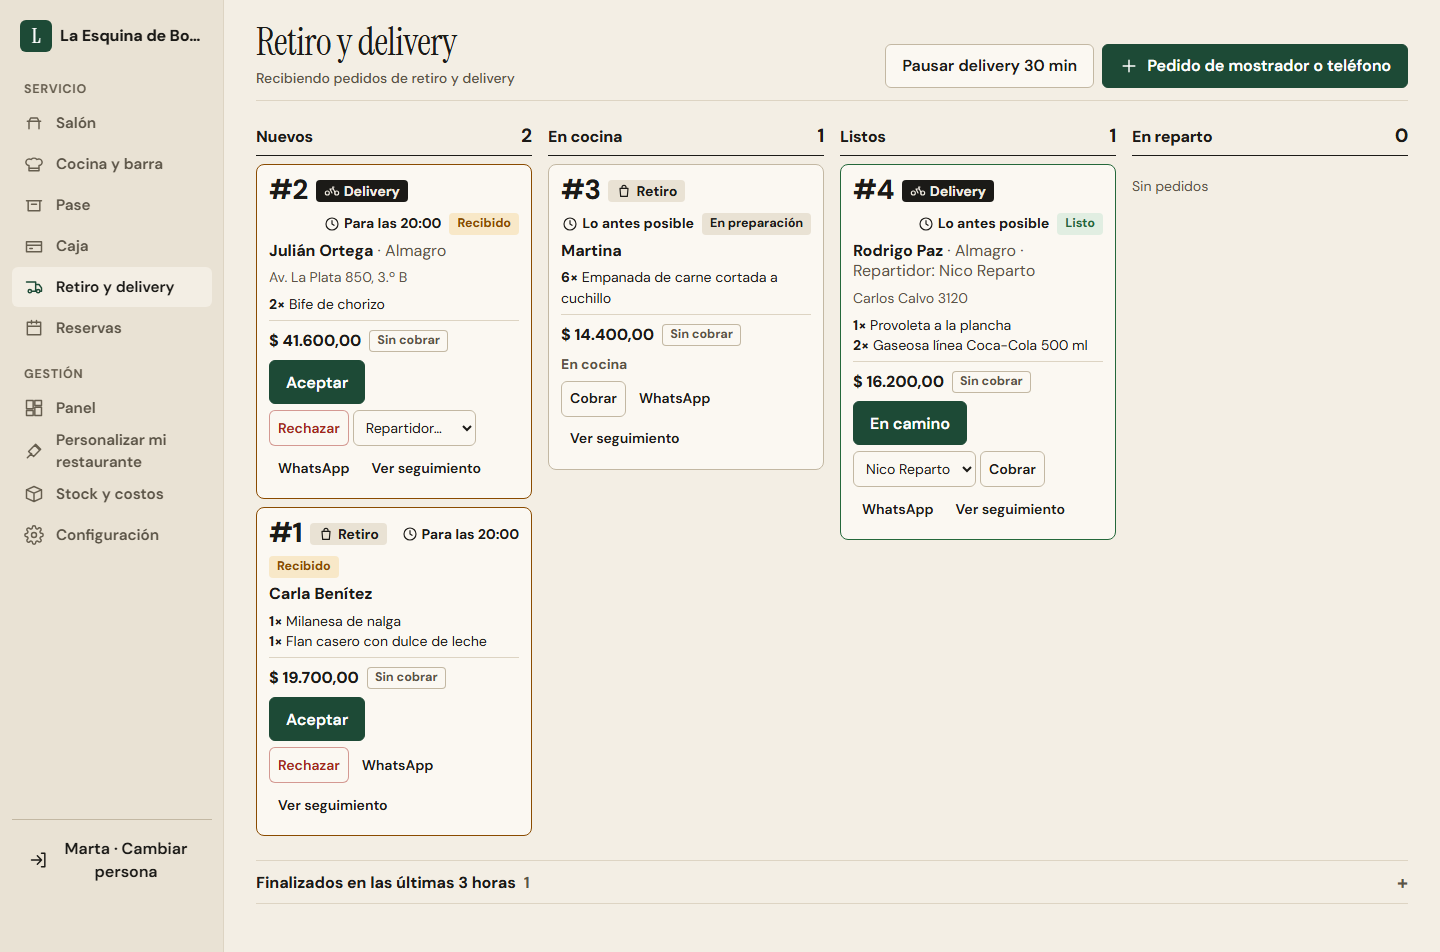 L La Esquina de Bo...
SERVICIO
Salón
Cocina y barra
Pase
Caja
Retiro y delivery
Reservas
GESTIÓN
Panel
Personalizar mi
restaurante
Stock y costos
Configuración
Marta · Cambiar
persona
Retiro y delivery
Recibiendo pedidos de retiro y delivery
Pausar delivery 30 min
+ Pedido de mostrador o teléfono
Nuevos 2
#2 Delivery
Para las 20:00 Recibido
Julián Ortega · Almagro
Av. La Plata 850, 3.º B
2× Bife de chorizo
$ 41.600,00 Sin cobrar
Aceptar
Rechazar Repartidor...
WhatsApp Ver seguimiento
#1 Retiro Para las 20:00
Recibido
Carla Benítez
1× Milanesa de nalga
1× Flan casero con dulce de leche
$ 19.700,00 Sin cobrar
Aceptar
Rechazar WhatsApp
Ver seguimiento
En cocina 1
#3 Retiro
Lo antes posible En preparación
Martina
6× Empanada de carne cortada a
cuchillo
$ 14.400,00 Sin cobrar
En cocina
Cobrar WhatsApp
Ver seguimiento
Listos 1
#4 Delivery
Lo antes posible Listo
Rodrigo Paz · Almagro ·
Repartidor: Nico Reparto
Carlos Calvo 3120
1× Provoleta a la plancha
2× Gaseosa línea Coca-Cola 500 ml
$ 16.200,00 Sin cobrar
En camino
Nico Reparto Cobrar
WhatsApp Ver seguimiento
En reparto 0
Sin pedidos
Finalizados en las últimas 3 horas 1 +